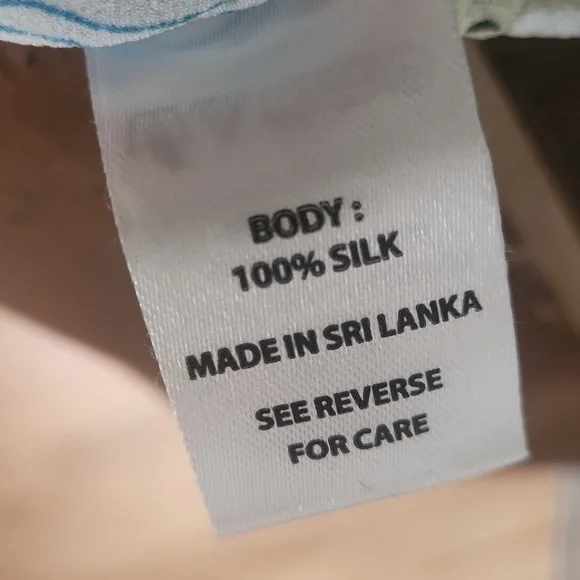 BODY :
100% SILK
MADE IN SRI LANKA
SEE REVERSE
FOR CARE